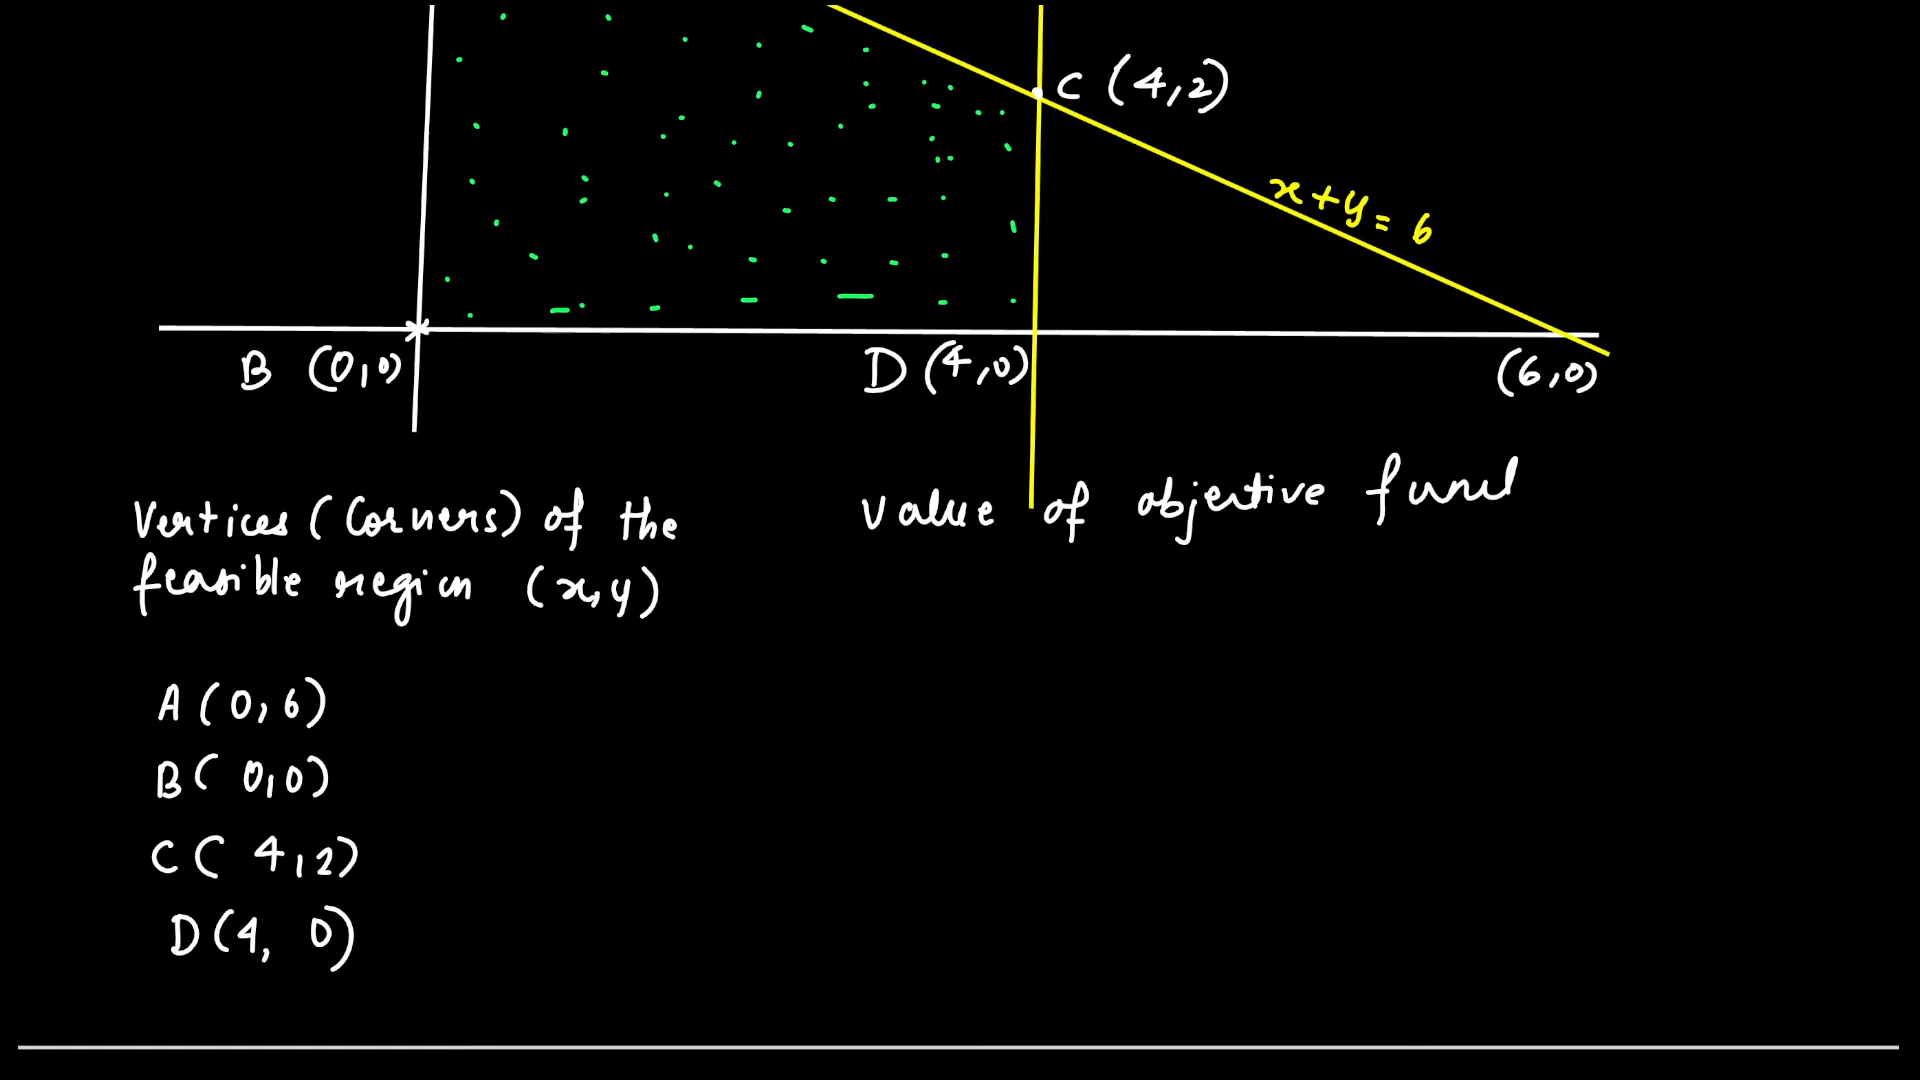 C (4,2)
x+y = 6
B (0,0)
D (4,0)
(6,0)
Vertices (Corners) of the
feasible region (x,y)
Value of objective
A (0,6)
B( 0,0)
C( 4,2)
D(4, 0)